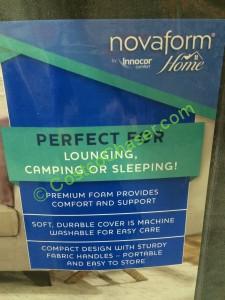 novaform®
by Innocor Home
comfort
PERFECT FOR
LOUNGING,
CAMPING OR SLEEPING!
PREMIUM FOAM PROVIDES
COMFORT AND SUPPORT
SOFT, DURABLE COVER IS MACHINE
WASHABLE FOR EASY CARE
COMPACT DESIGN WITH STURDY
FABRIC HANDLES – PORTABLE
AND EASY TO STORE